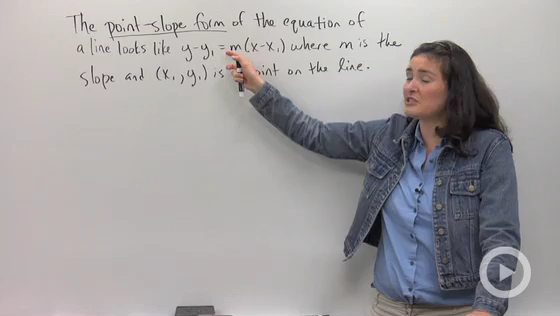 The point-slope form of the equation of
a line looks like y-y₁ = m(x-x₁) where m is the
slope and (x₁, y₁) is point on the line.